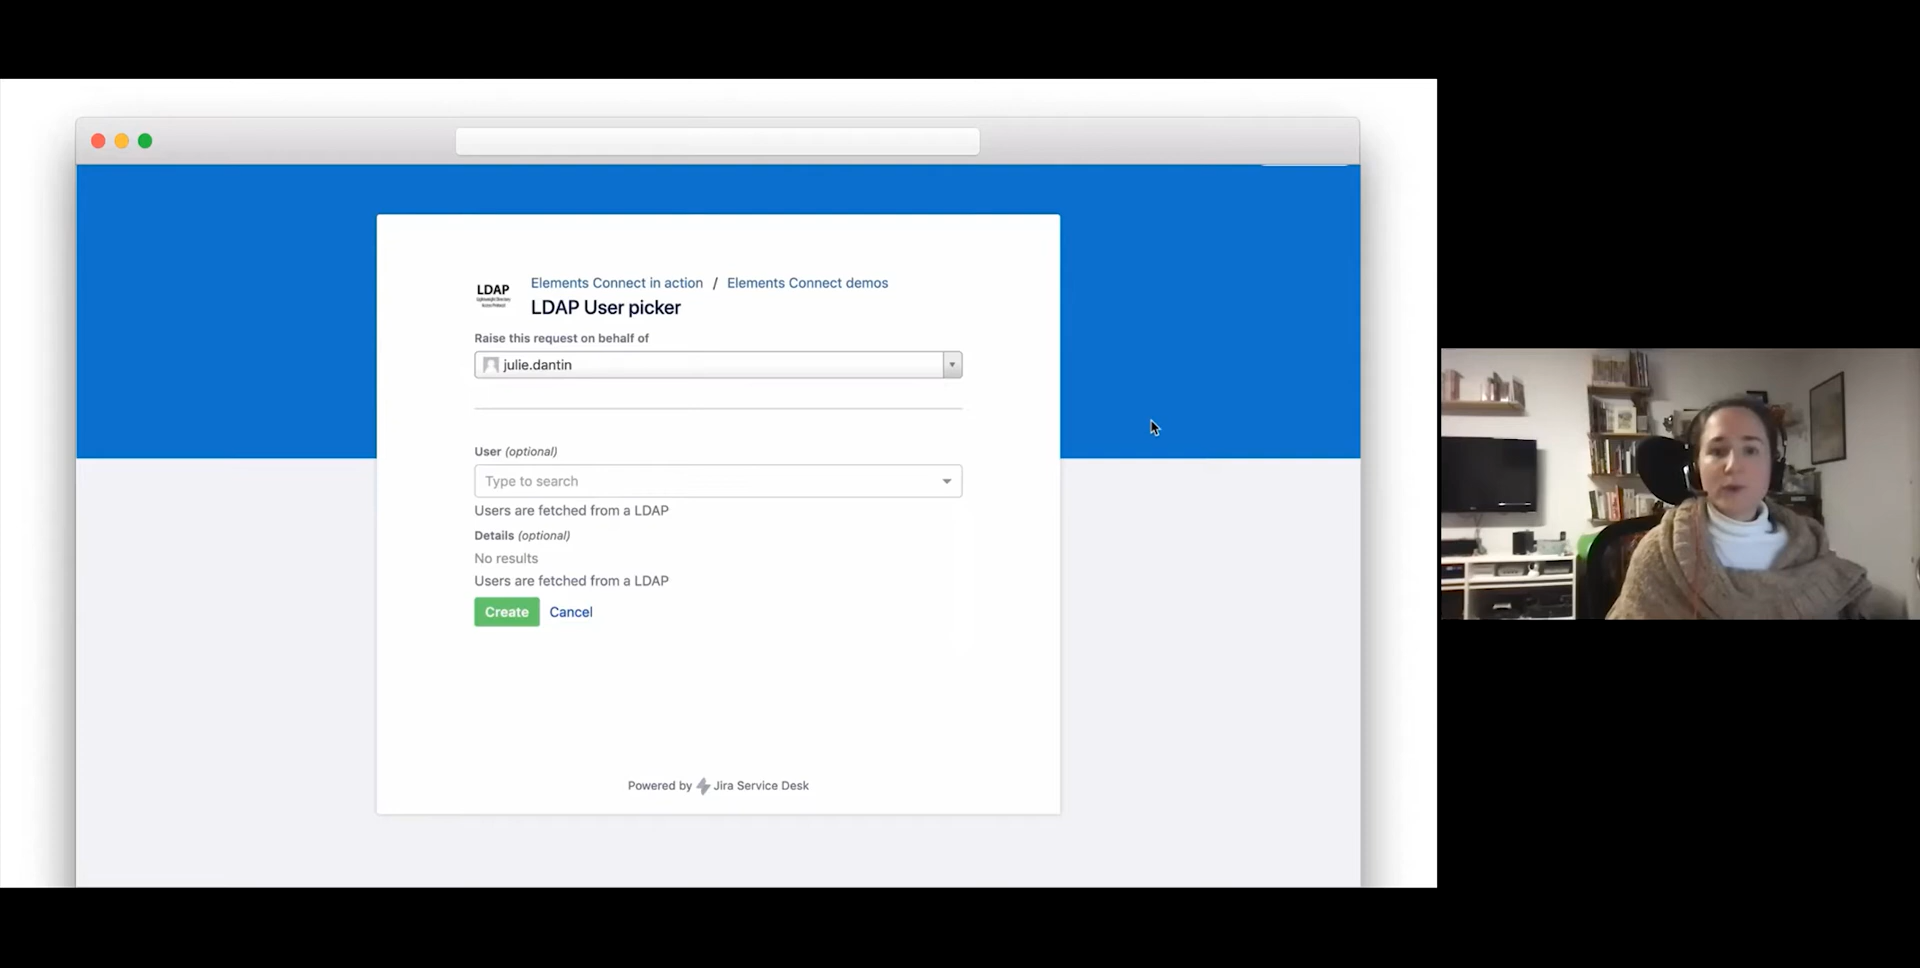 LDAP
Elements Connect in action / Elements Connect demos
LDAP User picker
Raise this request on behalf of
julie.dantin
User (optional)
Type to search
Users are fetched from a LDAP
Details (optional)
No results
Users are fetched from a LDAP
Create Cancel
Powered by Jira Service Desk